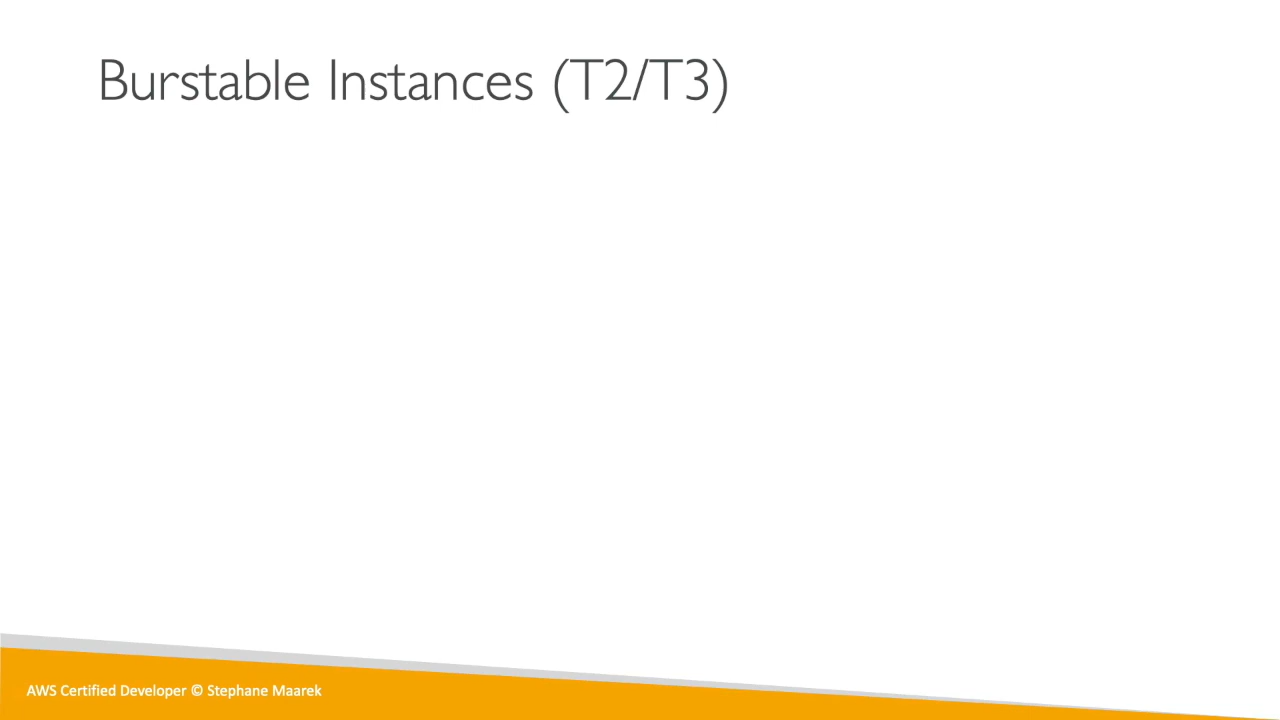 Burstable Instances (T2/T3)
AWS Certified Developer © Stephane Maarek